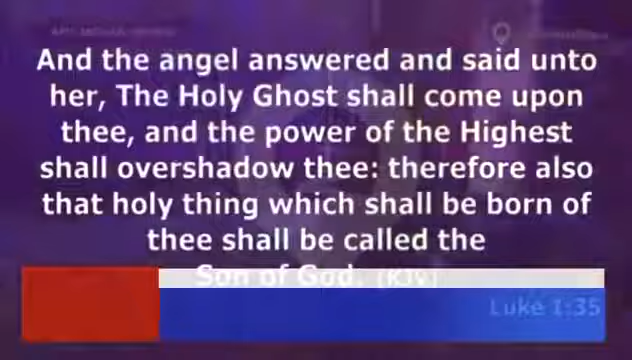 And the angel answered and said unto
her, The Holy Ghost shall come upon
thee, and the power of the Highest
shall overshadow thee: therefore also
that holy thing which shall be born of
thee shall be called the
Son of God. (KJV)
Luke 1:35